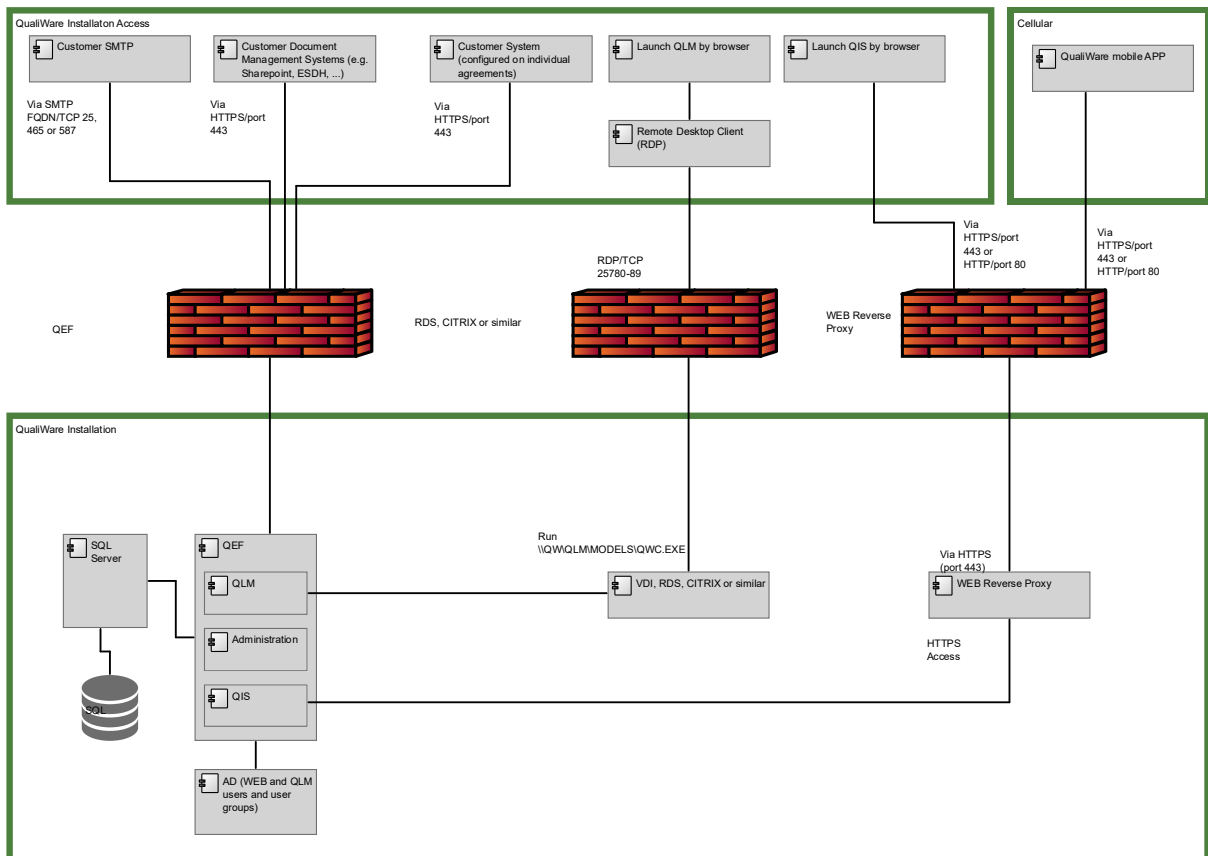 QualiWare Installaton Access
Cellular
Customer SMTP
Customer Document
Management Systems (e.g.
Sharepoint, ESDH, ...)
Customer System
(configured on individual
agreements)
Launch QLM by browser
Launch QIS by browser
QualiWare mobile APP
Via SMTP
FQDN/TCP 25,
465 or 587
Via
HTTPS/port
443
Via
HTTPS/port
443
Remote Desktop Client
(RDP)
Via
HTTPS/port
443 or
HTTP/port 80
Via
HTTPS/port
443 or
HTTP/port 80
RDP/TCP
25780-89
QEF
RDS, CITRIX or similar
WEB Reverse
Proxy
QualiWare Installation
SQL
Server
QEF
Run
\\QW\QLM\MODELS\QWC.EXE
Via HTTPS
(port 443)
QLM
VDI, RDS, CITRIX or similar
WEB Reverse Proxy
Administration
HTTPS
Access
QIS
SQL
AD (WEB and QLM
users and user
groups)